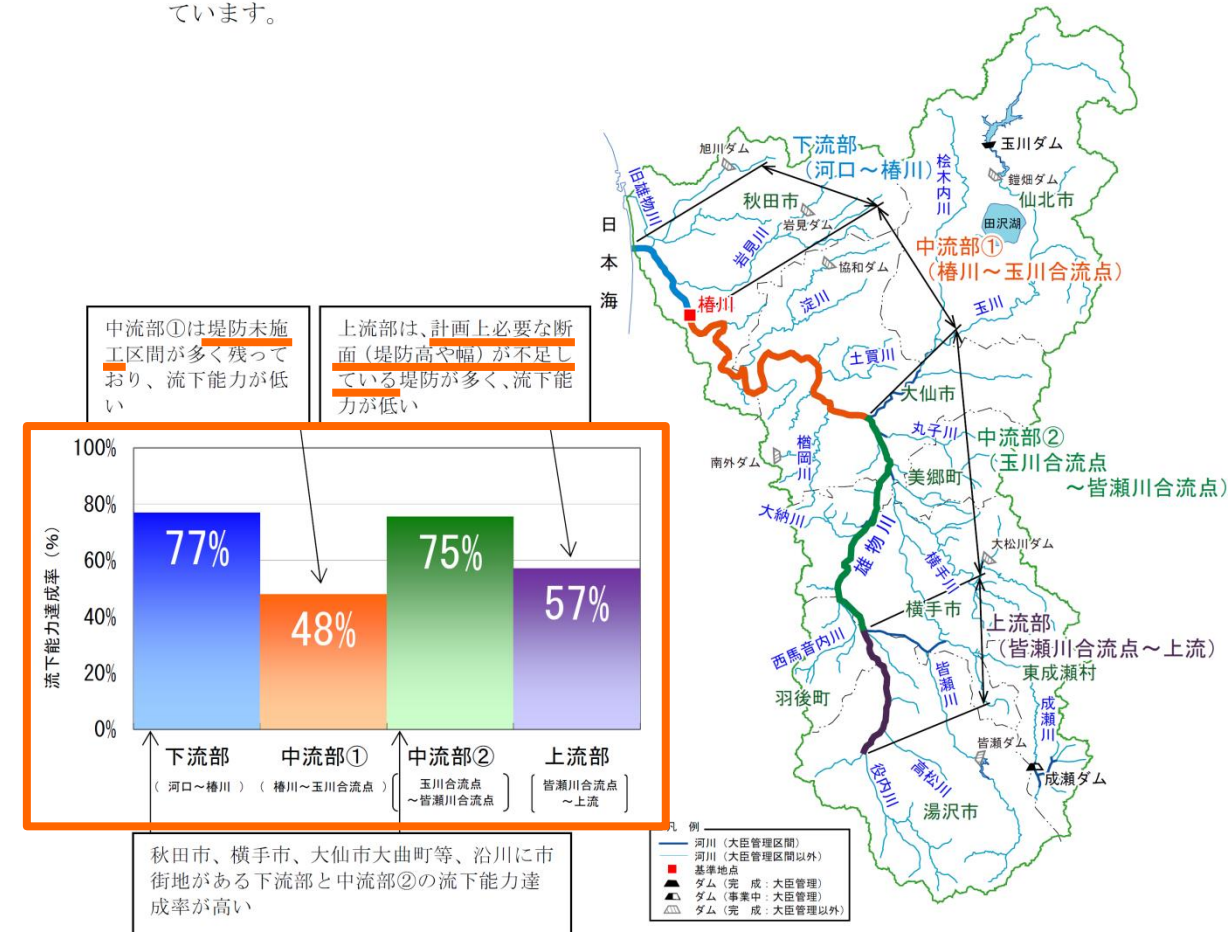 ています。
中流部①は堤防未施
工区間が多く残って
おり、流下能力が低
い
上流部は、計画上必要な断
面(堤防高や幅)が不足し
ている堤防が多く、流下能
力が低い
流下能力達成率(%)
100%
80%
60%
40%
20%
0%
77%
48%
75%
57%
下流部
(河口~椿川)
中流部①
(椿川~玉川合流点)
中流部②
玉川合流点
~皆瀬川合流点
上流部
皆瀬川合流点
~上流
秋田市、横手市、大仙市大曲町等、沿川に市
街地がある下流部と中流部②の流下能力達
成率が高い
日本海
旧雄物川
旭川ダム
下流部
(河口~椿川)
秋田市
岩見ダム
岩見川
桧木内川
玉川ダム
鎧畑ダム
仙北市
田沢湖
中流部①
(椿川~玉川合流点)
協和ダム
淀川
椿川
玉川
土買川
大仙市
丸子川
中流部②
(玉川合流点
~皆瀬川合流点)
南外ダム
楢岡川
美郷町
大納川
雄物川
横手川
大松川ダム
横手市
西馬音内川
上流部
(皆瀬川合流点~上流)
東成瀬村
羽後町
皆瀬川
成瀬川
皆瀬ダム
成瀬ダム
役内川
高松川
湯沢市
凡 例
河川(大臣管理区間)
河川(大臣管理区間以外)
基準地点
ダム(完 成:大臣管理)
ダム(事業中:大臣管理)
ダム(完 成:大臣管理以外)